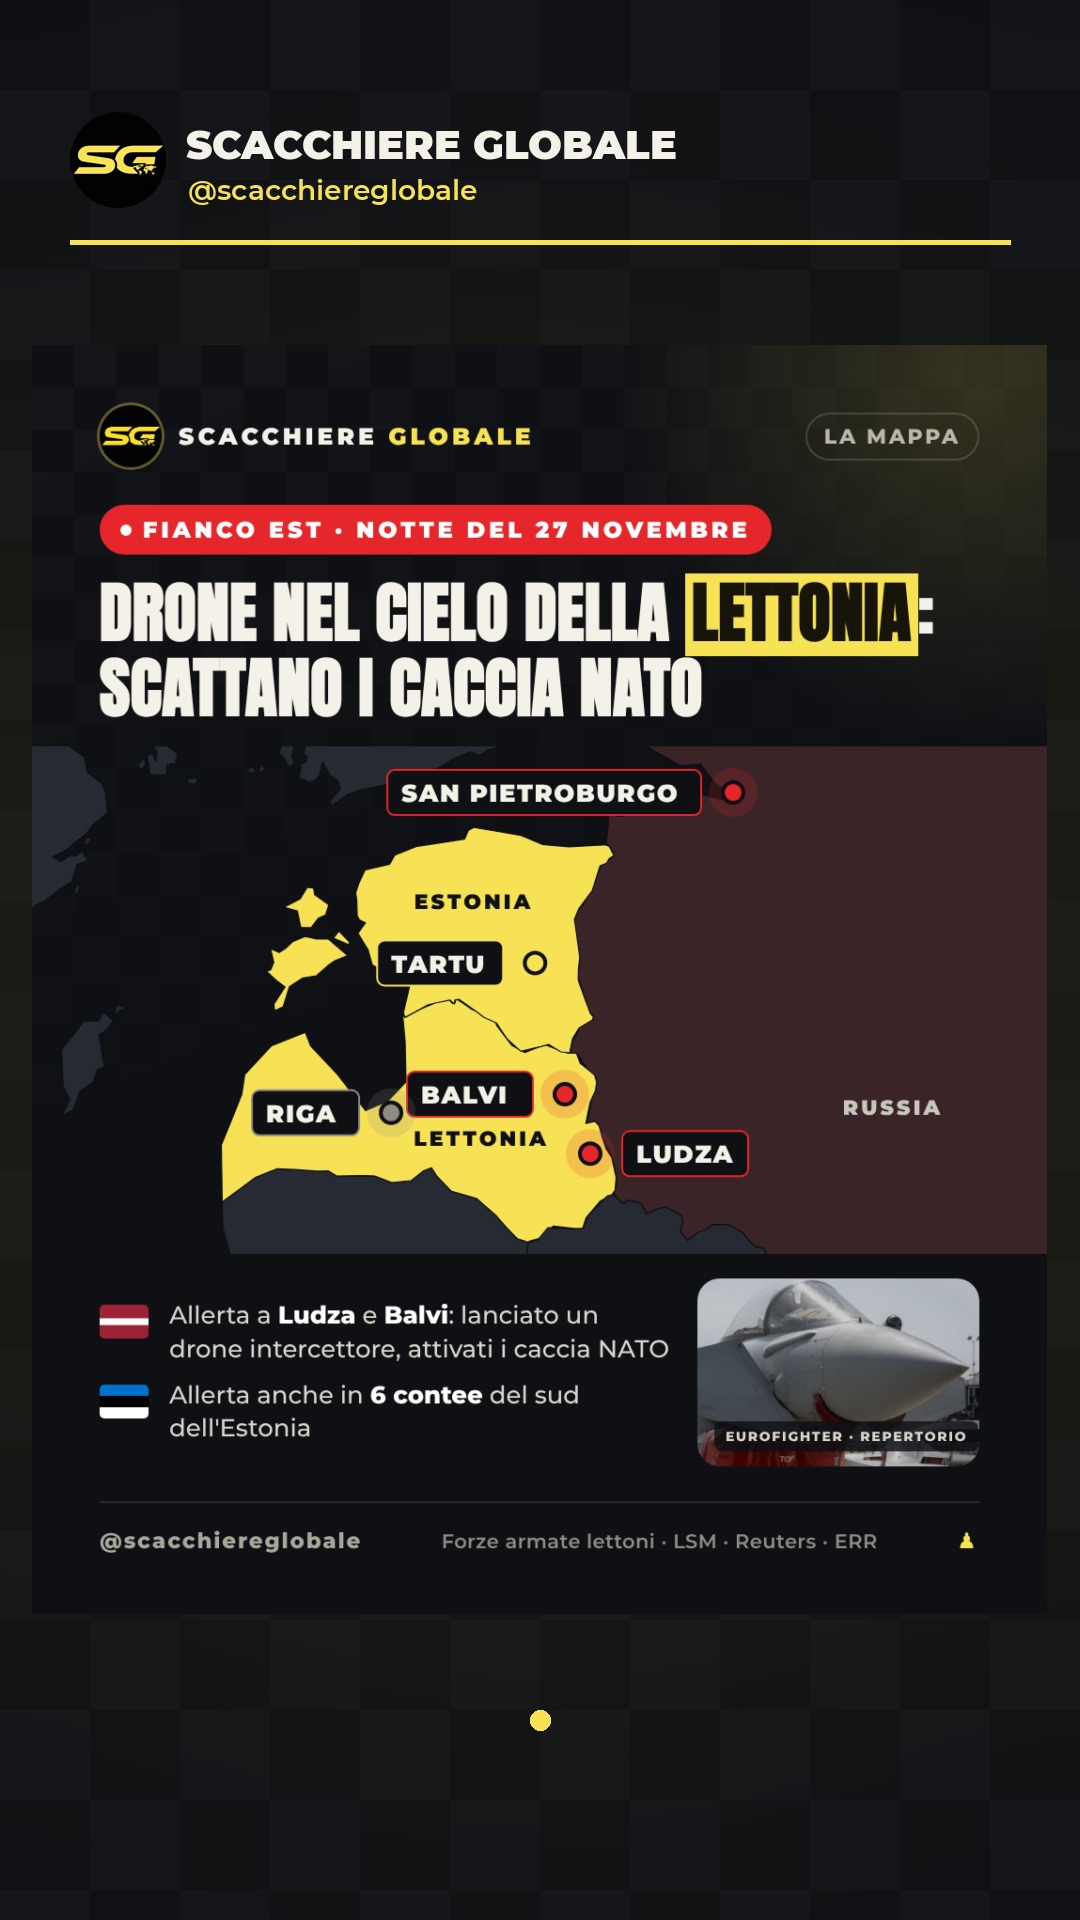 SG
SCACCHIERE GLOBALE
@scacchiereglobale
SG
SCACCHIERE GLOBALE
LA MAPPA
FIANCO EST · NOTTE DEL 27 NOVEMBRE
DRONE NEL CIELO DELLA LETTONIA:
SCATTANO I CACCIA NATO
SAN PIETROBURGO
ESTONIA
TARTU
BALVI
RIGA
RUSSIA
LETTONIA
LUDZA
Allerta a Ludza e Balvi: lanciato un
drone intercettore, attivati i caccia NATO
Allerta anche in 6 contee del sud
dell'Estonia
EUROFIGHTER · REPERTORIO
TOP
@scacchiereglobale
Forze armate lettoni · LSM · Reuters · ERR